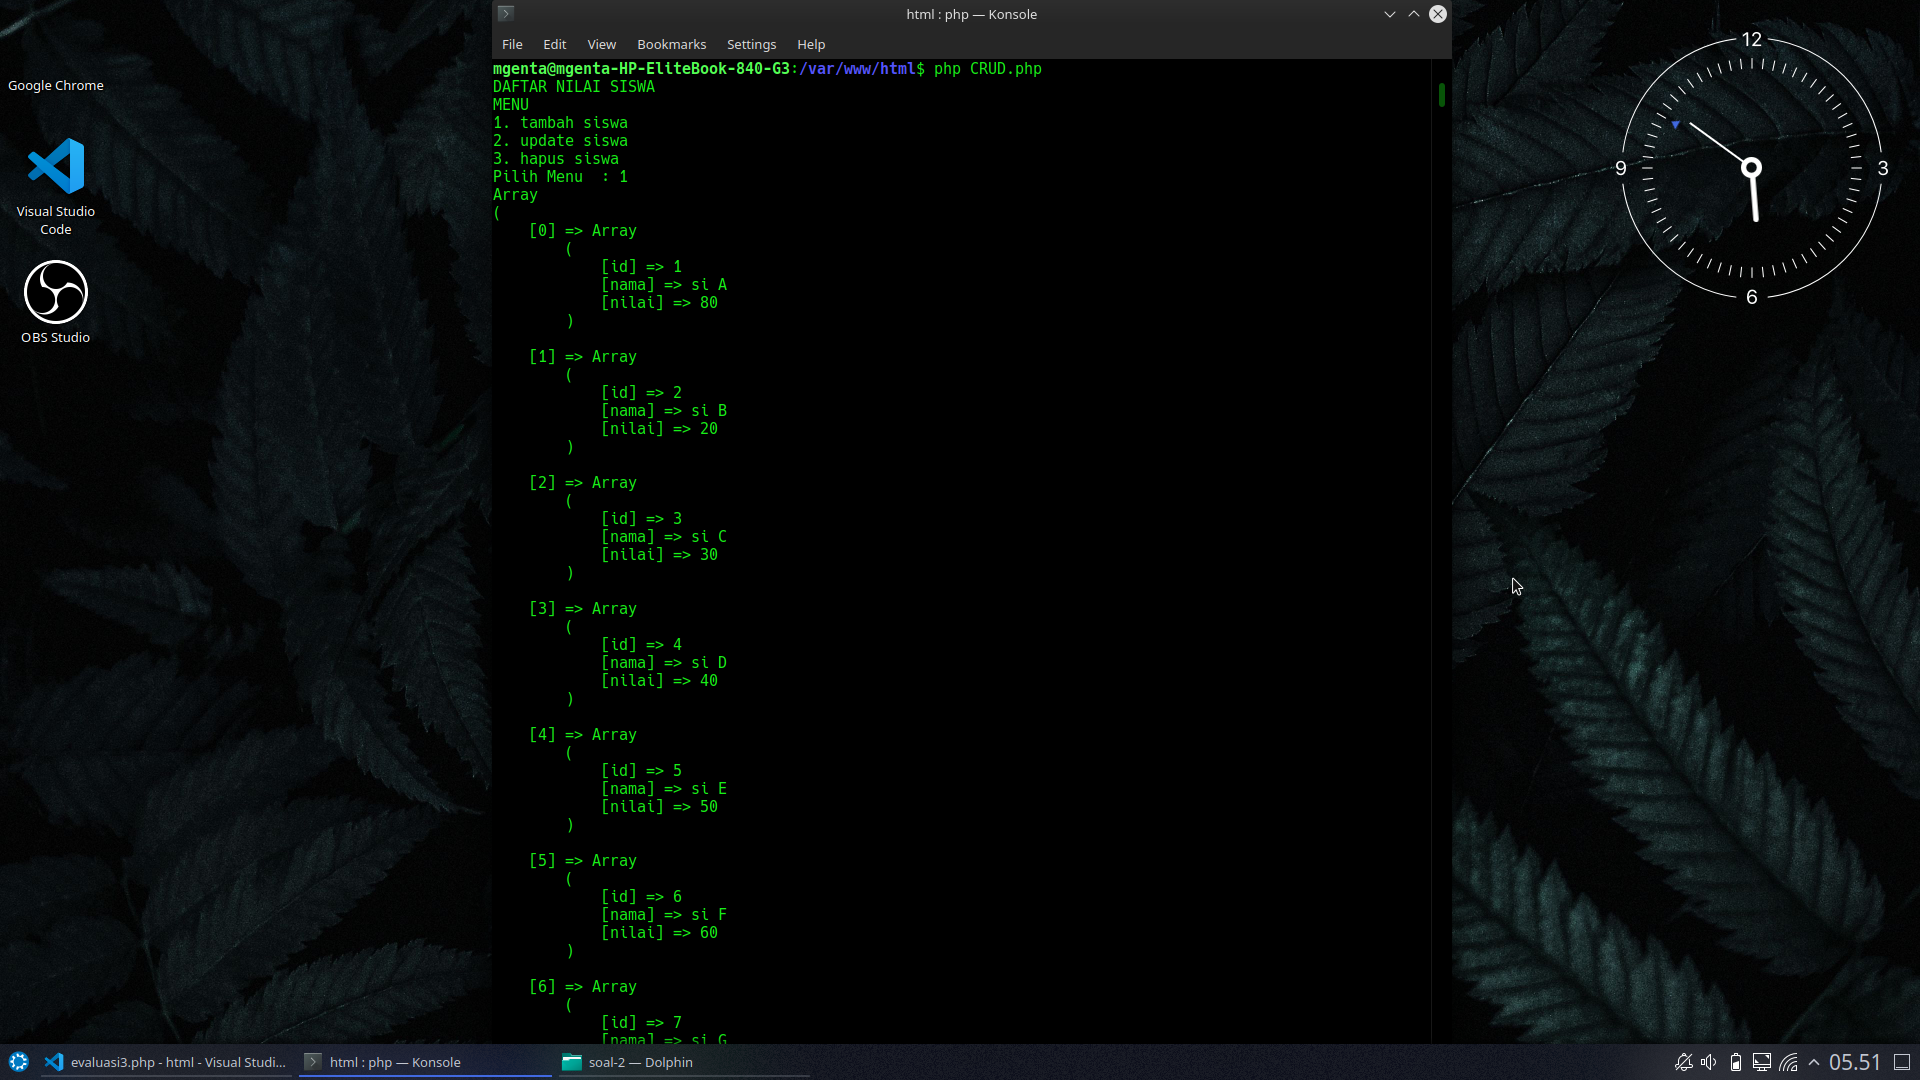 html : php — Konsole
File Edit View Bookmarks Settings Help
mgenta@mgenta-HP-EliteBook-840-G3:/var/www/html$ php CRUD.php
DAFTAR NILAI SISWA
MENU
1. tambah siswa
2. update siswa
3. hapus siswa
Pilih Menu  : 1
Array
(
    [0] => Array
        (
            [id] => 1
            [nama] => si A
            [nilai] => 80
        )
    [1] => Array
        (
            [id] => 2
            [nama] => si B
            [nilai] => 20
        )
    [2] => Array
        (
            [id] => 3
            [nama] => si C
            [nilai] => 30
        )
    [3] => Array
        (
            [id] => 4
            [nama] => si D
            [nilai] => 40
        )
    [4] => Array
        (
            [id] => 5
            [nama] => si E
            [nilai] => 50
        )
    [5] => Array
        (
            [id] => 6
            [nama] => si F
            [nilai] => 60
        )
    [6] => Array
        (
            [id] => 7
            [nama] => si G
Google Chrome
Visual Studio
Code
OBS Studio
12
9 3
6
evaluasi3.php - html - Visual Studi...
html : php — Konsole
soal-2 — Dolphin
05.51